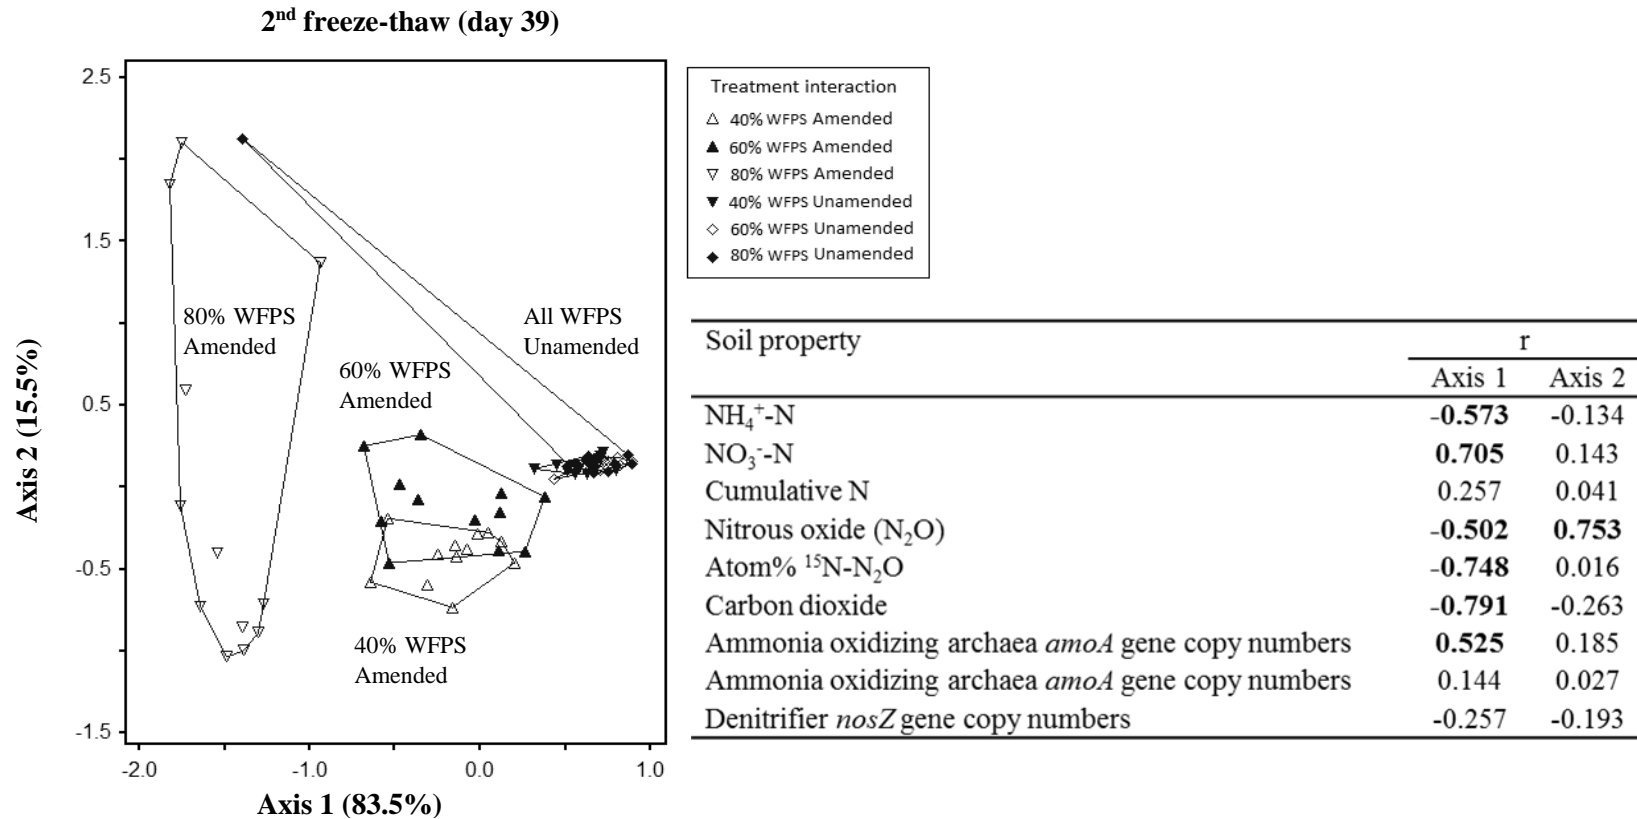 2nd freeze-thaw (day 39)
2.5
1.5
0.5
-0.5
-1.5
Axis 2 (15.5%)
80% WFPS
Amended
60% WFPS
Amended
All WFPS
Unamended
40% WFPS
Amended
-2.0 -1.0 0.0 1.0
Axis 1 (83.5%)
Treatment interaction
40% WFPS Amended
60% WFPS Amended
80% WFPS Amended
40% WFPS Unamended
60% WFPS Unamended
80% WFPS Unamended
Soil property r
Axis 1 Axis 2
NH₄⁺-N -0.573 -0.134
NO₃⁻-N 0.705 0.143
Cumulative N 0.257 0.041
Nitrous oxide (N₂O) -0.502 0.753
Atom% ¹⁵N-N₂O -0.748 0.016
Carbon dioxide -0.791 -0.263
Ammonia oxidizing archaea amoA gene copy numbers 0.525 0.185
Ammonia oxidizing archaea amoA gene copy numbers 0.144 0.027
Denitrifier nosZ gene copy numbers -0.257 -0.193